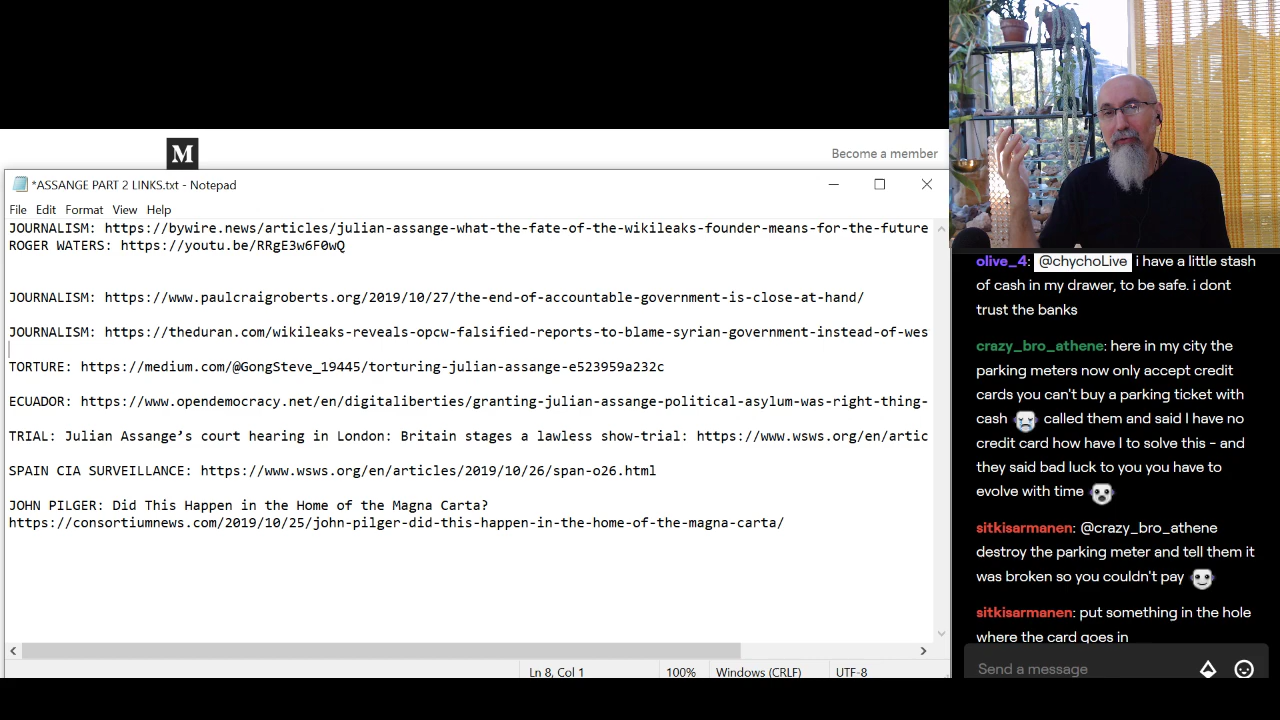 M
Become a member
*ASSANGE PART 2 LINKS.txt - Notepad
File Edit Format View Help
JOURNALISM: https://bywire.news/articles/julian-assange-what-the-fate-of-the-wikileaks-founder-means-for-the-future
ROGER WATERS: https://youtu.be/RRgE3w6F0wQ
JOURNALISM: https://www.paulcraigroberts.org/2019/10/27/the-end-of-accountable-government-is-close-at-hand/
JOURNALISM: https://theduran.com/wikileaks-reveals-opcw-falsified-reports-to-blame-syrian-government-instead-of-wes
TORTURE: https://medium.com/@GongSteve_19445/torturing-julian-assange-e523959a232c
ECUADOR: https://www.opendemocracy.net/en/digitaliberties/granting-julian-assange-political-asylum-was-right-thing-
TRIAL: Julian Assange’s court hearing in London: Britain stages a lawless show-trial: https://www.wsws.org/en/artic
SPAIN CIA SURVEILLANCE: https://www.wsws.org/en/articles/2019/10/26/span-o26.html
JOHN PILGER: Did This Happen in the Home of the Magna Carta?
https://consortiumnews.com/2019/10/25/john-pilger-did-this-happen-in-the-home-of-the-magna-carta/
Ln 8, Col 1 100% Windows (CRLF) UTF-8
olive_4: @chychoLive i have a little stash
of cash in my drawer, to be safe. i dont
trust the banks
crazy_bro_athene: here in my city the
parking meters now only accept credit
cards you can't buy a parking ticket with
cash called them and said I have no
credit card how have I to solve this - and
they said bad luck to you you have to
evolve with time
sitkisarmanen: @crazy_bro_athene
destroy the parking meter and tell them it
was broken so you couldn't pay
sitkisarmanen: put something in the hole
where the card goes in
Send a message